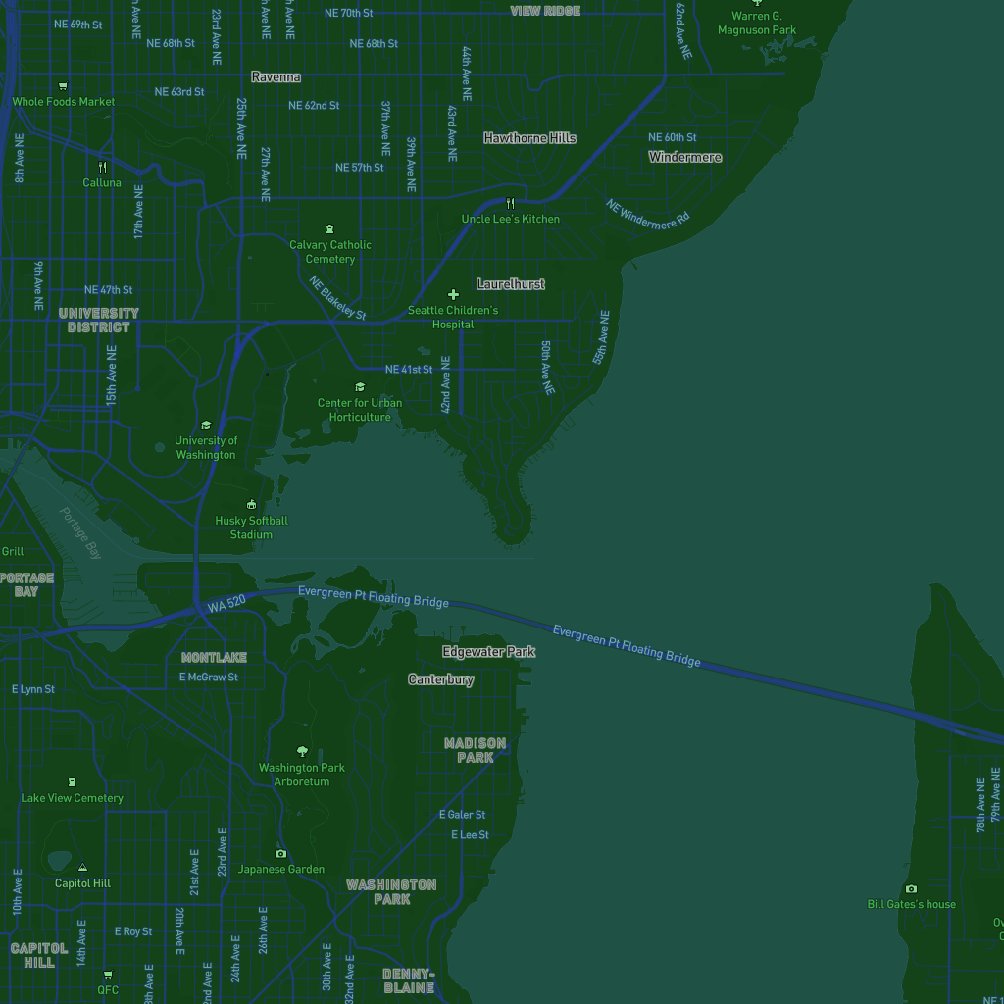 NE 70th St
VIEW RIDGE
NE 69th St
23rd Ave NE
62nd Ave NE
Warren G.
Magnuson Park
NE 68th St
NE 68th St
44th Ave NE
Ravenna
Whole Foods Market
NE 63rd St
NE 62nd St
25th Ave NE
37th Ave NE
43rd Ave NE
39th Ave NE
Hawthorne Hills
NE 60th St
Windermere
8th Ave NE
27th Ave NE
NE 57th St
Calluna
17th Ave NE
Uncle Lee's Kitchen
NE Windermere Rd
Calvary Catholic
Cemetery
9th Ave NE
NE 47th St
NE Blakeley St
Laurelhurst
Seattle Children's
Hospital
UNIVERSITY
DISTRICT
55th Ave NE
15th Ave NE
NE 41st St
42nd Ave NE
50th Ave NE
Center for Urban
Horticulture
University of
Washington
Husky Softball
Stadium
Portage Bay
Grill
PORTAGE
BAY
WA 520
Evergreen Pt Floating Bridge
Evergreen Pt Floating Bridge
MONTLAKE
Edgewater Park
E McGraw St
Canterbury
E Lynn St
MADISON
PARK
Washington Park
Arboretum
Lake View Cemetery
E Galer St
E Lee St
78th Ave NE
79th Ave NE
23rd Ave E
21st Ave E
Japanese Garden
Capitol Hill
10th Ave E
WASHINGTON
PARK
Bill Gates's house
20th Ave E
26th Ave E
14th Ave E
E Roy St
24th Ave E
CAPITOL
HILL
30th Ave E
32nd Ave E
DENNY-
BLAINE
QFC